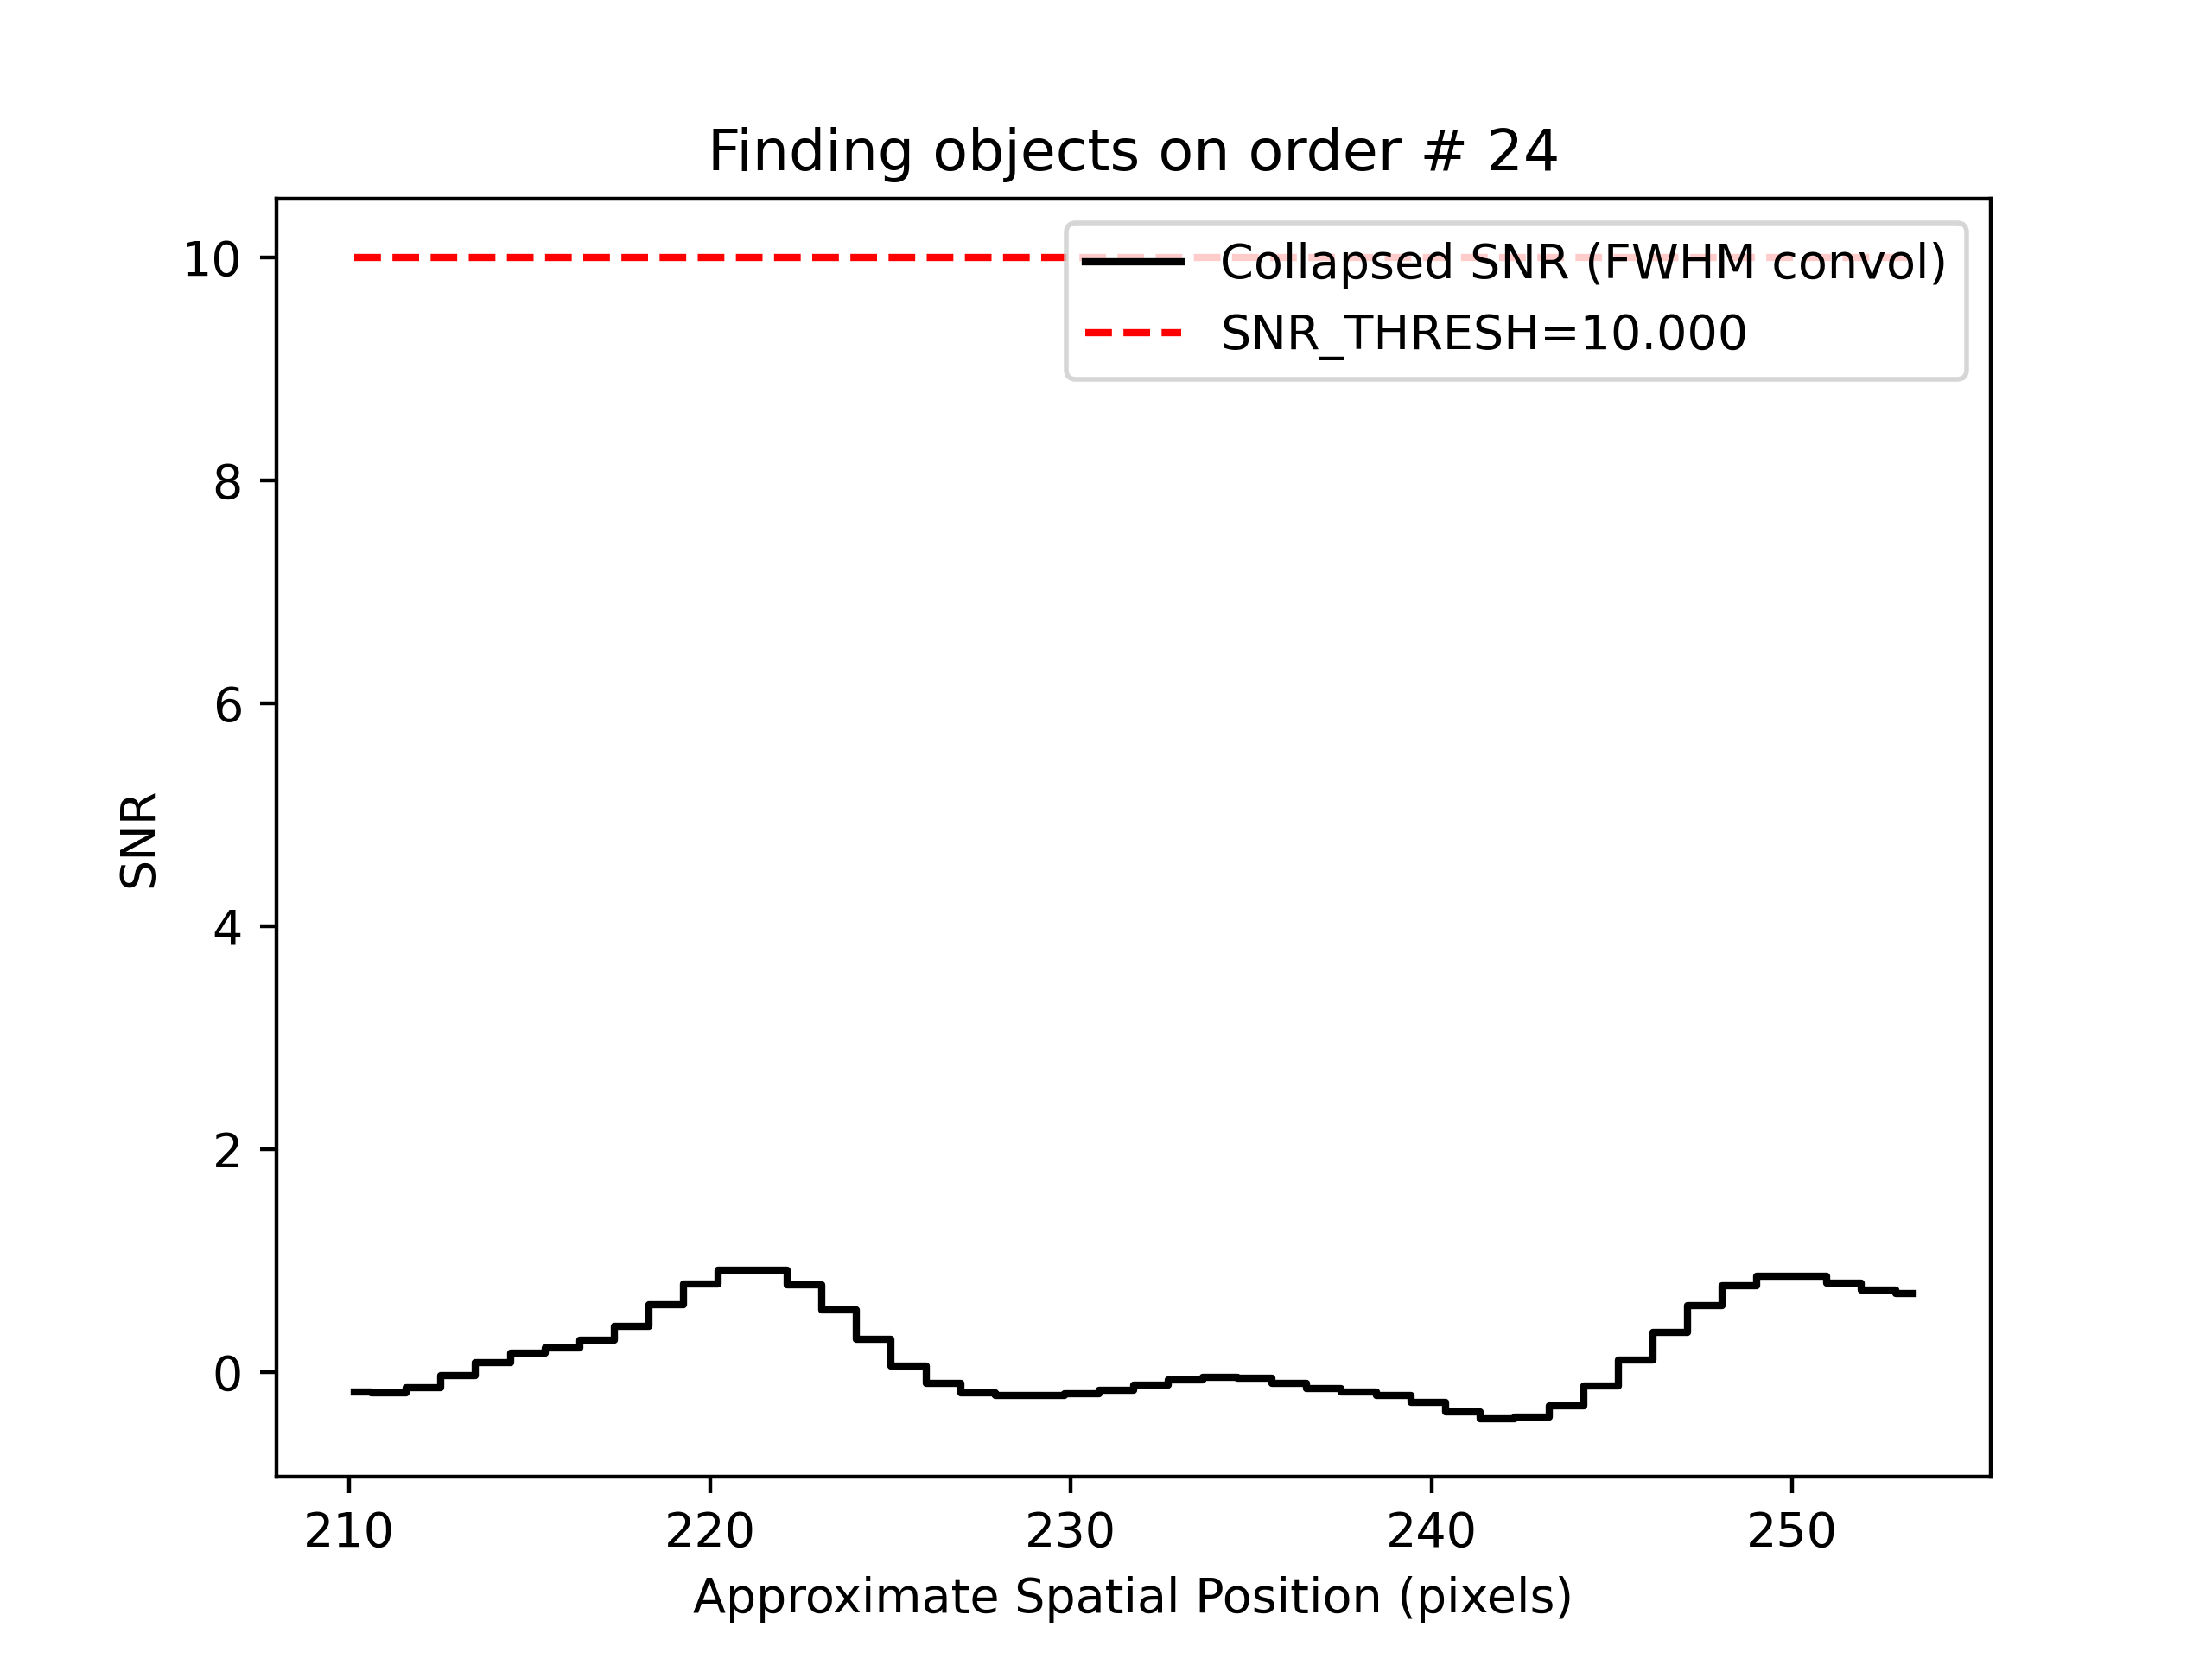 Finding objects on order # 24
Collapsed SNR (FWHM convol)
SNR_THRESH=10.000
10
8
6
4
2
0
SNR
210 220 230 240 250
Approximate Spatial Position (pixels)